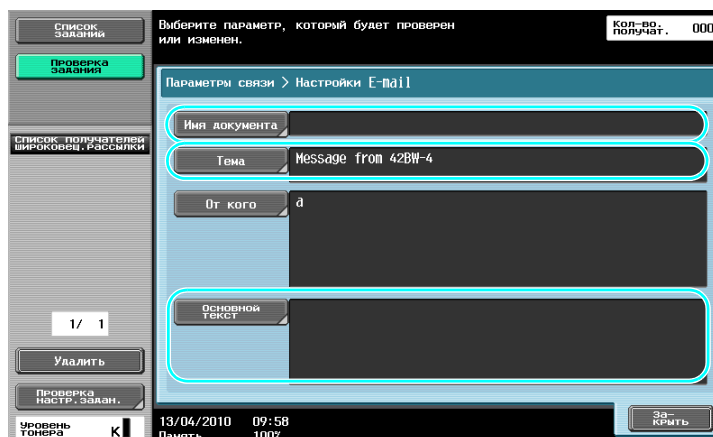 Список
заданий
Выберите параметр, который будет проверен
или изменен.
Кол-во.
получат.
000
Проверка
задания
Параметры связи > Настройки E-mail
Имя документа
Список получателей
широковещ.рассылки
Тема
Message from 42BW-4
От кого
a
Основной
текст
1/ 1
Удалить
Проверка
настр.задан.
Уровень
тонера
K
13/04/2010 09:58
Память 100%
За-
крыть